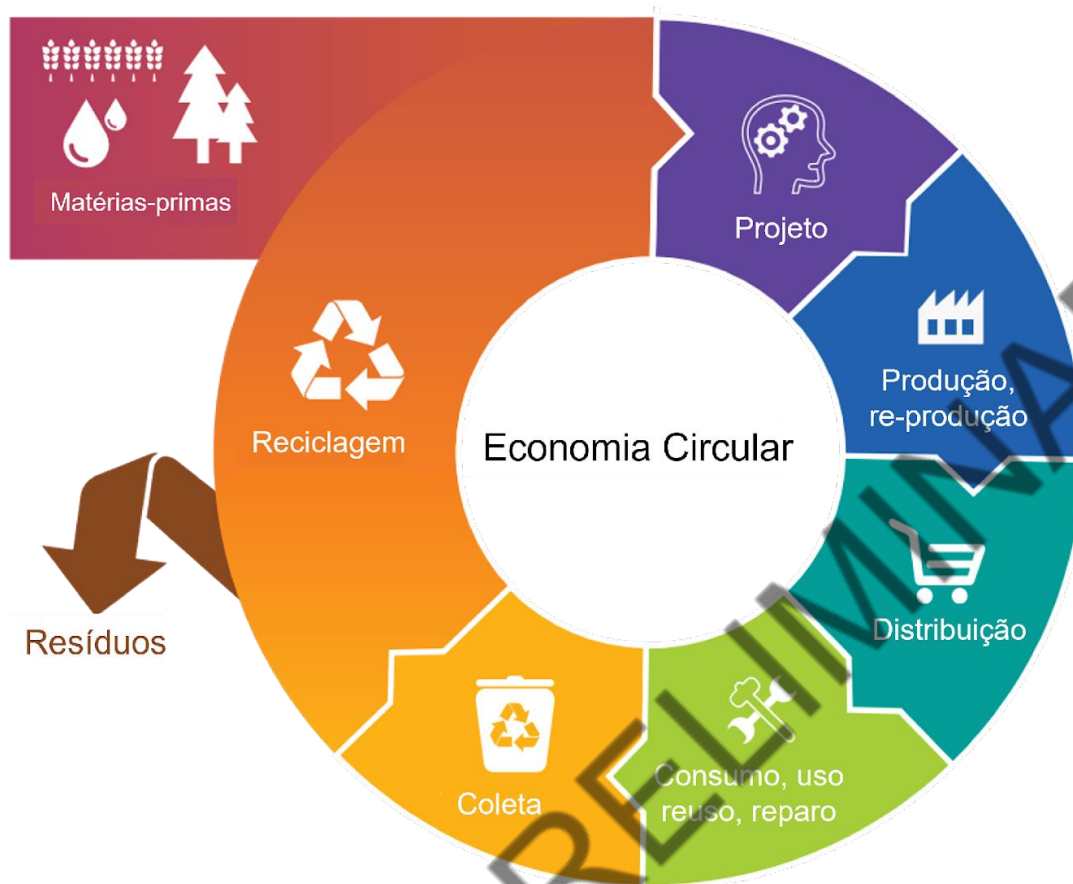 Matérias-primas
Projeto
Produção,
re-produção
Reciclagem
Economia Circular
Distribuição
Resíduos
Consumo, uso
reuso, reparo
Coleta